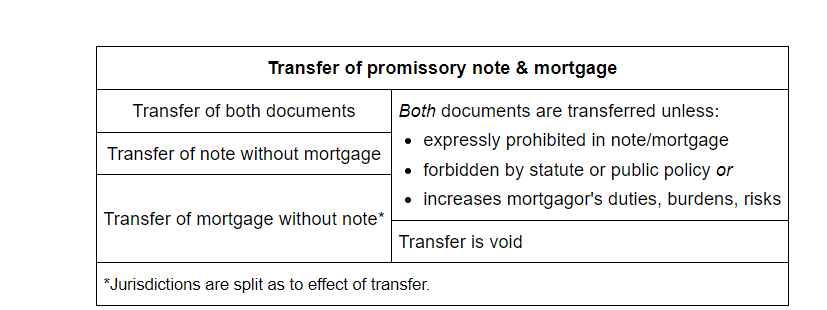 Transfer of promissory note & mortgage
Transfer of both documents
Transfer of note without mortgage
Transfer of mortgage without note*
Both documents are transferred unless:
• expressly prohibited in note/mortgage
• forbidden by statute or public policy or
• increases mortgagor's duties, burdens, risks
Transfer is void
*Jurisdictions are split as to effect of transfer.